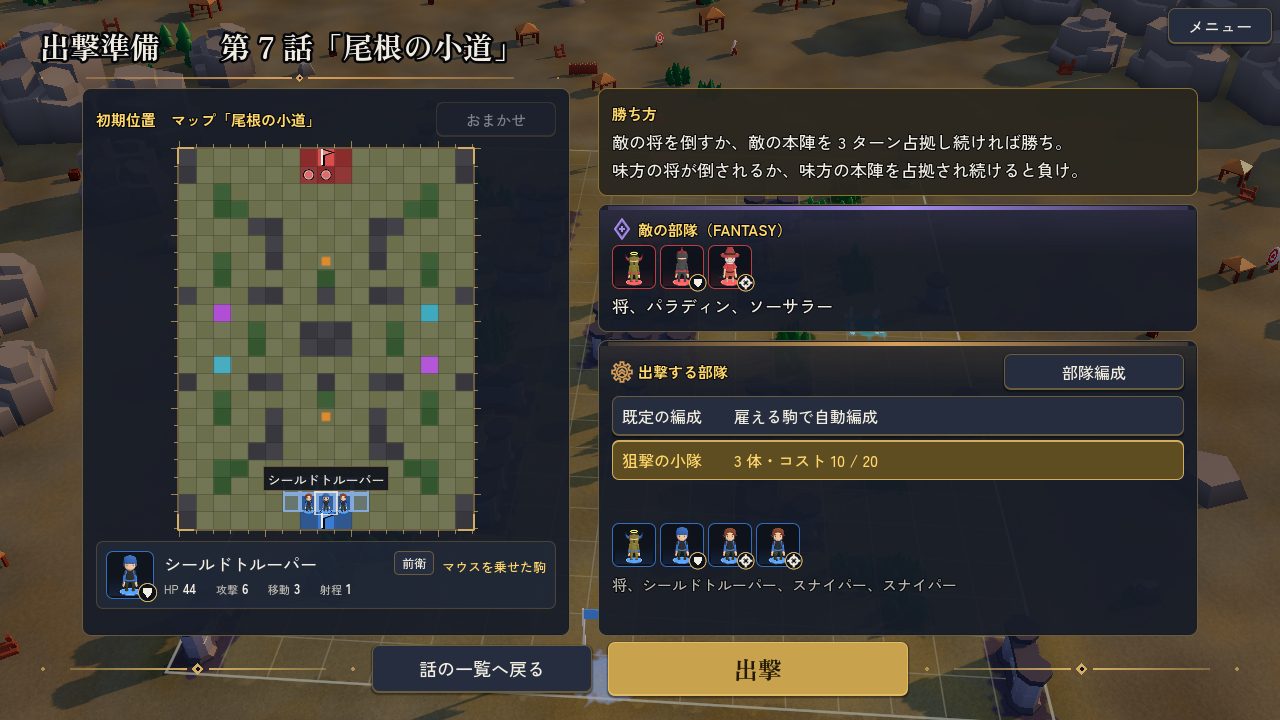 出撃準備　　第７話「尾根の小道」
メニュー
初期位置　マップ「尾根の小道」
おまかせ
シールドトルーパー
シールドトルーパー
前衛
マウスを乗せた駒
HP 44　攻撃 6　移動 3　射程 1
勝ち方
敵の将を倒すか、敵の本陣を 3 ターン占拠し続ければ勝ち。
味方の将が倒されるか、味方の本陣を占拠され続けると負け。
敵の部隊（FANTASY）
将、パラディン、ソーサラー
出撃する部隊
部隊編成
既定の編成　　雇える駒で自動編成
狙撃の小隊　　3 体・コスト 10 / 20
将、シールドトルーパー、スナイパー、スナイパー
話の一覧へ戻る
出撃